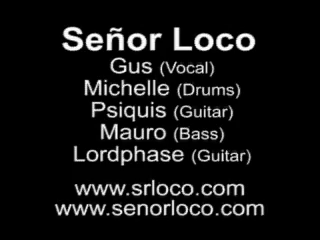 Señor Loco
Gus (Vocal)
Michelle (Drums)
Psiquis (Guitar)
Mauro (Bass)
Lordphase (Guitar)
www.srloco.com
www.senorloco.com